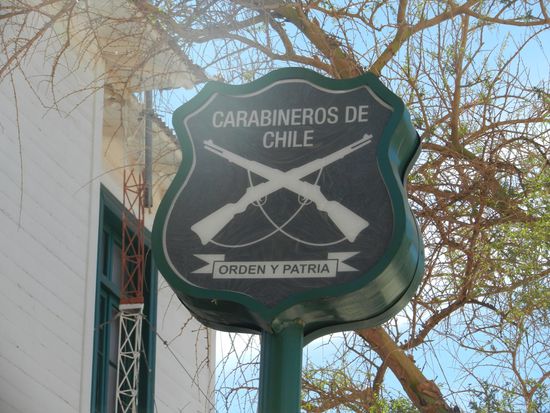 CARABINEROS DE
CHILE
ORDEN Y PATRIA